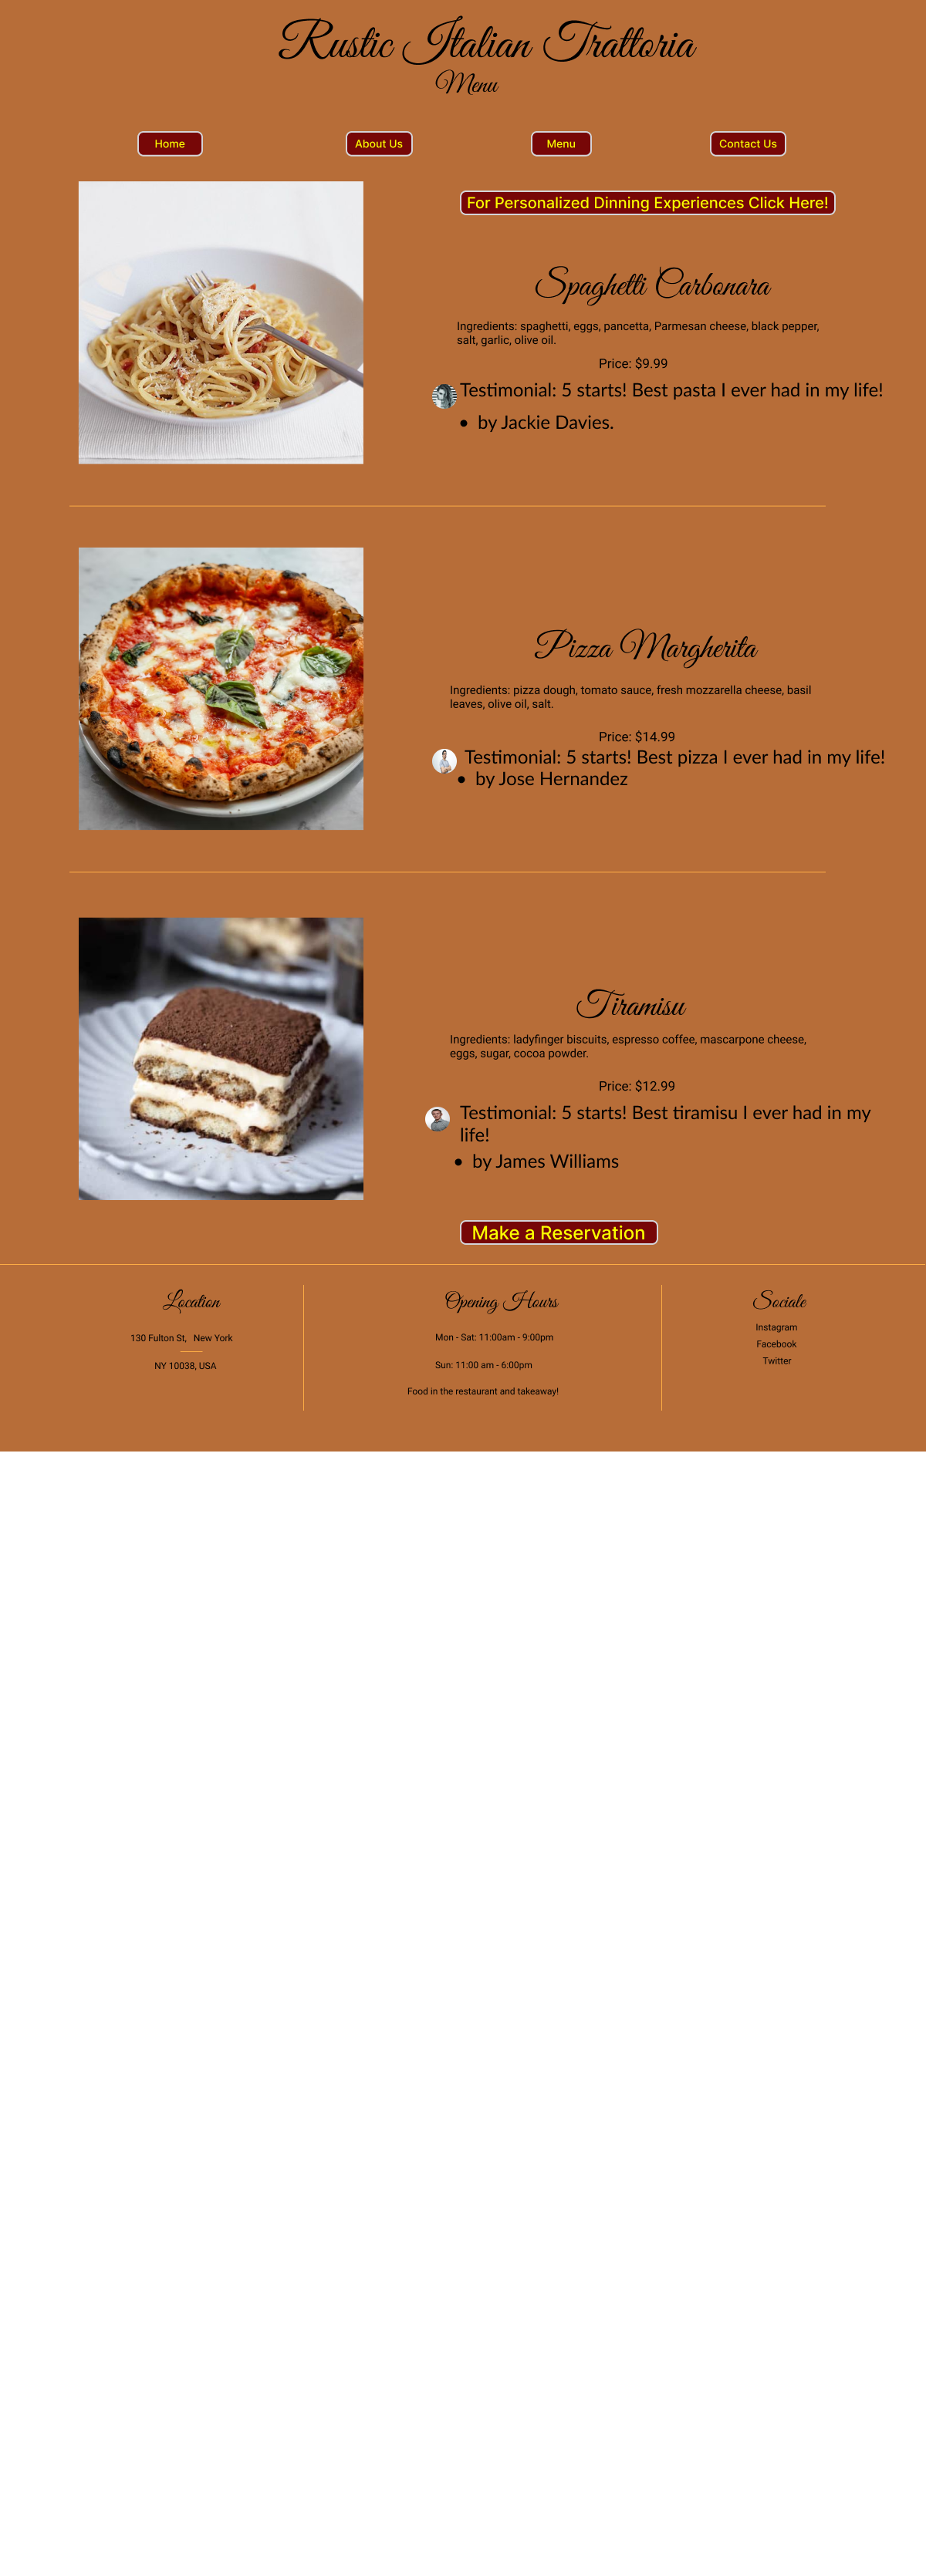 Rustic Italian Trattoria
Menu
Home
About Us
Menu
Contact Us
For Personalized Dinning Experiences Click Here!
Spaghetti Carbonara
Ingredients: spaghetti, eggs, pancetta, Parmesan cheese, black pepper,
salt, garlic, olive oil.
Price: $9.99
Testimonial: 5 starts! Best pasta I ever had in my life!
• by Jackie Davies.
Pizza Margherita
Ingredients: pizza dough, tomato sauce, fresh mozzarella cheese, basil
leaves, olive oil, salt.
Price: $14.99
Testimonial: 5 starts! Best pizza I ever had in my life!
• by Jose Hernandez
Tiramisu
Ingredients: ladyfinger biscuits, espresso coffee, mascarpone cheese,
eggs, sugar, cocoa powder.
Price: $12.99
Testimonial: 5 starts! Best tiramisu I ever had in my
life!
• by James Williams
Make a Reservation
Location
130 Fulton St, New York
NY 10038, USA
Opening Hours
Mon - Sat: 11:00am - 9:00pm
Sun: 11:00 am - 6:00pm
Food in the restaurant and takeaway!
Sociale
Instagram
Facebook
Twitter